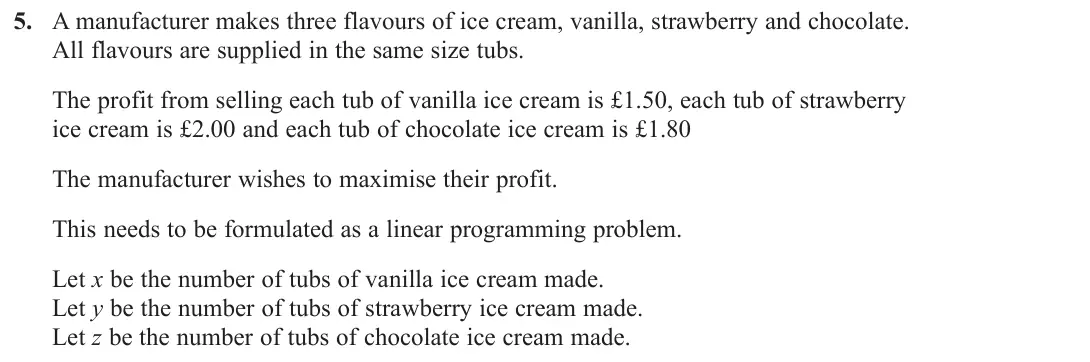 5. A manufacturer makes three flavours of ice cream, vanilla, strawberry and chocolate.
All flavours are supplied in the same size tubs.
The profit from selling each tub of vanilla ice cream is £1.50, each tub of strawberry
ice cream is £2.00 and each tub of chocolate ice cream is £1.80
The manufacturer wishes to maximise their profit.
This needs to be formulated as a linear programming problem.
Let x be the number of tubs of vanilla ice cream made.
Let y be the number of tubs of strawberry ice cream made.
Let z be the number of tubs of chocolate ice cream made.